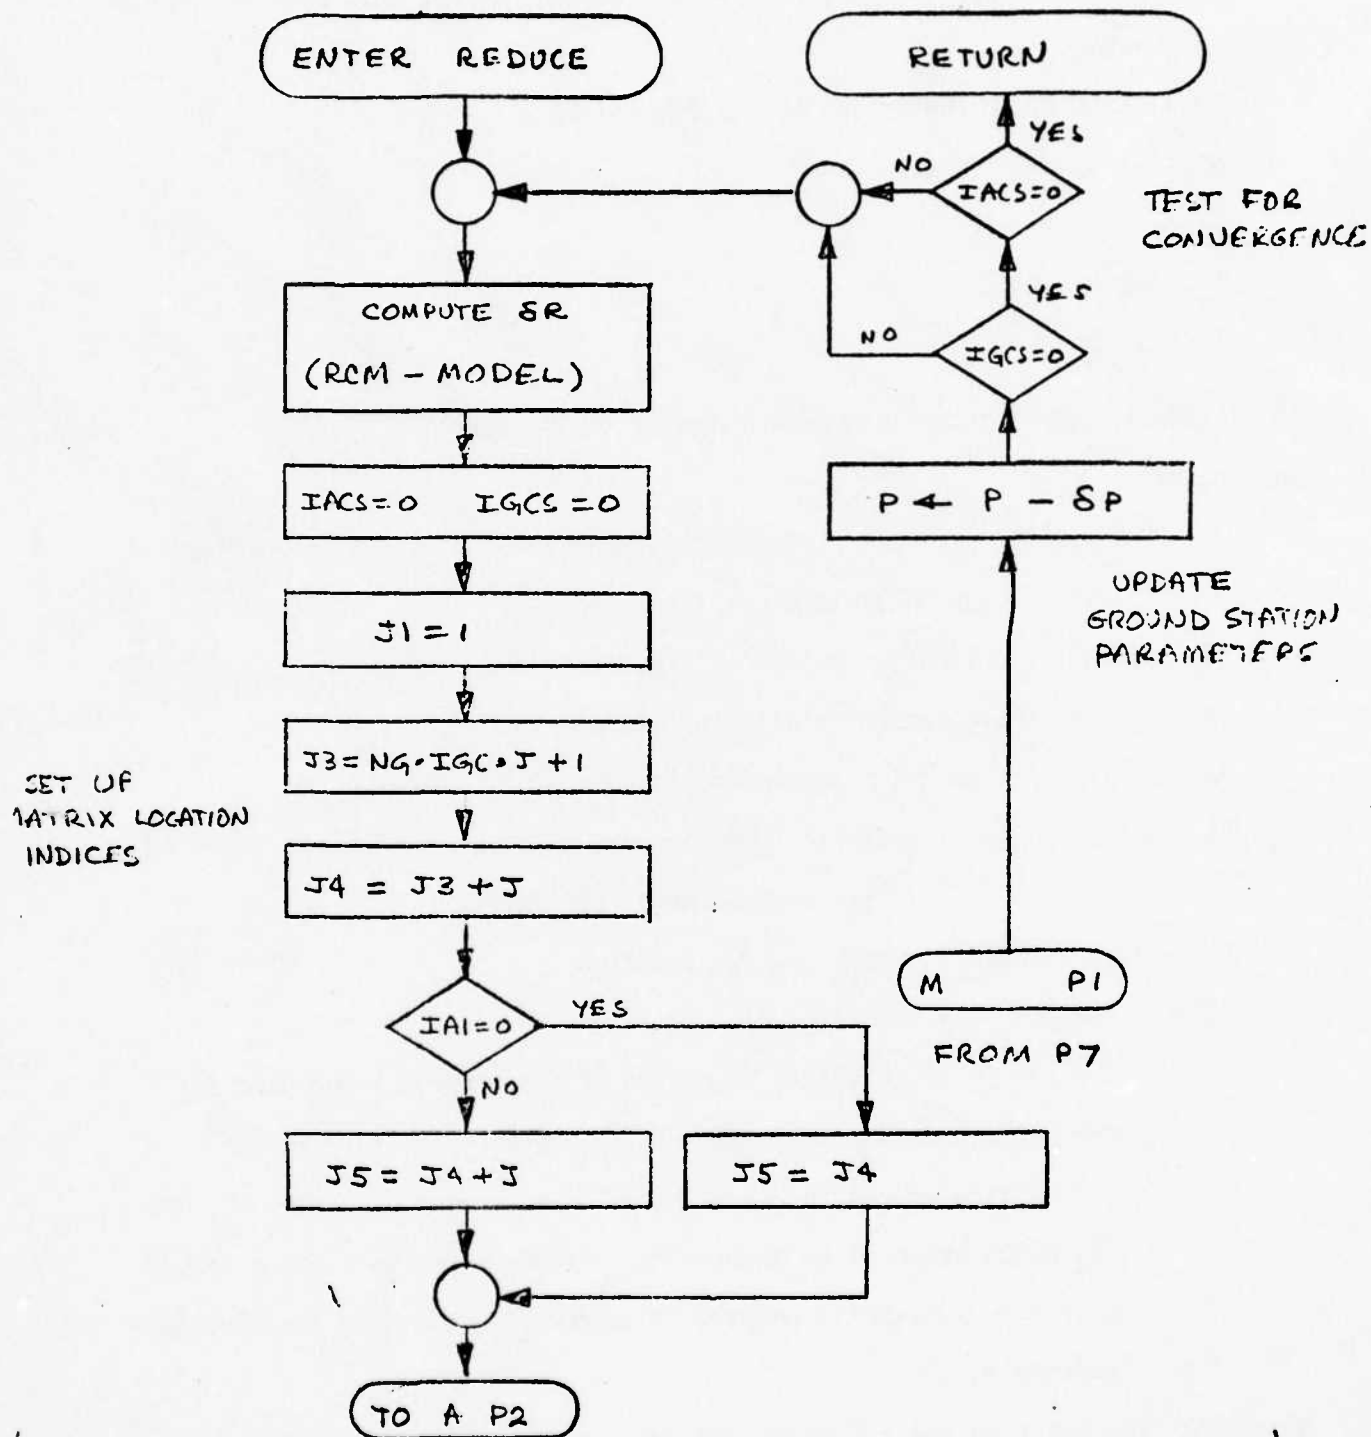 ENTER REDUCE
RETURN
YES
NO
IACS=0
TEST FOR
CONVERGENCE
YES
NO
IGCS=0
COMPUTE δR
(RCM - MODEL)
IACS=0 IGCS=0
P ← P - δP
J1 = 1
UPDATE
GROUND STATION
PARAMETERS
J3 = NG·IGC·J + 1
SET UP
MATRIX LOCATION
INDICES
J4 = J3 + J
M P1
FROM P7
IA1=0
YES
NO
J5 = J4 + J
J5 = J4
TO A P2